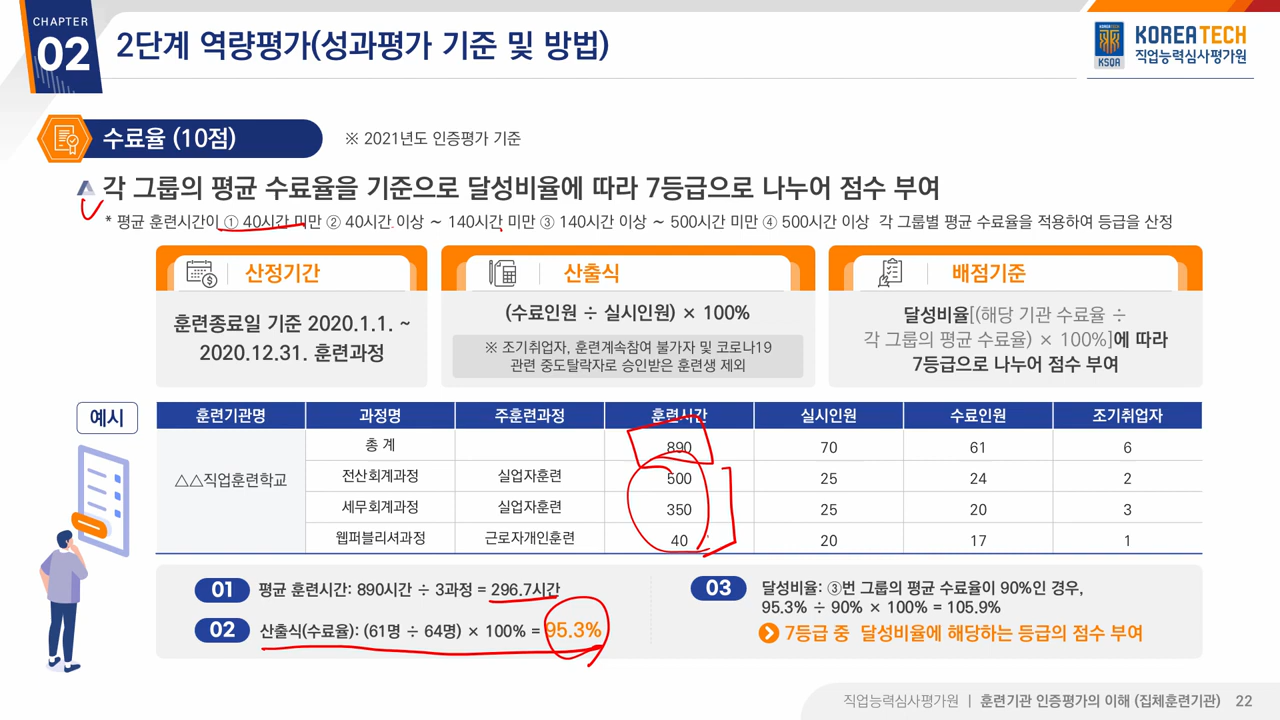 CHAPTER
02
2단계 역량평가(성과평가 기준 및 방법)
KSQA
KOREATECH
직업능력심사평가원
수료율 (10점)
※ 2021년도 인증평가 기준
각 그룹의 평균 수료율을 기준으로 달성비율에 따라 7등급으로 나누어 점수 부여
* 평균 훈련시간이 ① 40시간 미만 ② 40시간 이상 ~ 140시간 미만 ③ 140시간 이상 ~ 500시간 미만 ④ 500시간 이상 각 그룹별 평균 수료율을 적용하여 등급을 산정
산정기간
훈련종료일 기준 2020.1.1. ~
2020.12.31. 훈련과정
산출식
(수료인원 ÷ 실시인원) × 100%
※ 조기취업자, 훈련계속참여 불가자 및 코로나19
관련 중도탈락자로 승인받은 훈련생 제외
배점기준
달성비율[(해당 기관 수료율 ÷
각 그룹의 평균 수료율) × 100%]에 따라
7등급으로 나누어 점수 부여
예시
훈련기관명 과정명 주훈련과정 훈련시간 실시인원 수료인원 조기취업자
총 계 890 70 61 6
△△직업훈련학교
전산회계과정 실업자훈련 500 25 24 2
세무회계과정 실업자훈련 350 25 20 3
웹퍼블리셔과정 근로자개인훈련 40 20 17 1
01 평균 훈련시간: 890시간 ÷ 3과정 = 296.7시간
02 산출식(수료율): (61명 ÷ 64명) × 100% = 95.3%
03 달성비율: ③번 그룹의 평균 수료율이 90%인 경우,
95.3% ÷ 90% × 100% = 105.9%
7등급 중 달성비율에 해당하는 등급의 점수 부여
직업능력심사평가원 | 훈련기관 인증평가의 이해 (집체훈련기관) 22